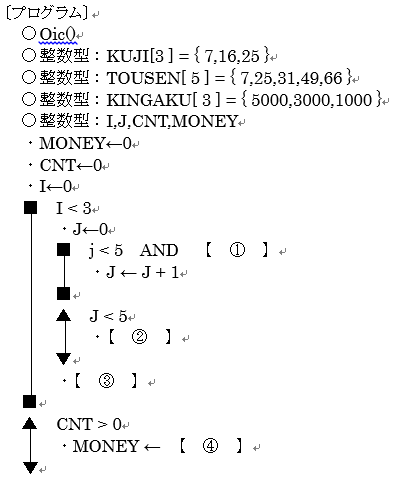 〔プログラム〕
○Oic()
○整数型：KUJI[3 ] = { 7,16,25 }
○整数型：TOUSEN[ 5 ] = { 7,25,31,49,66 }
○整数型：KINGAKU[ 3 ] = { 5000,3000,1000 }
○整数型：I,J,CNT,MONEY
・MONEY←0
・CNT←0
・I←0
■ I < 3
・J←0
■ j < 5 AND 【 ① 】
・J ← J + 1
■
▲ J < 5
・【 ② 】
▼
・【 ③ 】
■
▲ CNT > 0
・MONEY ← 【 ④ 】
▼